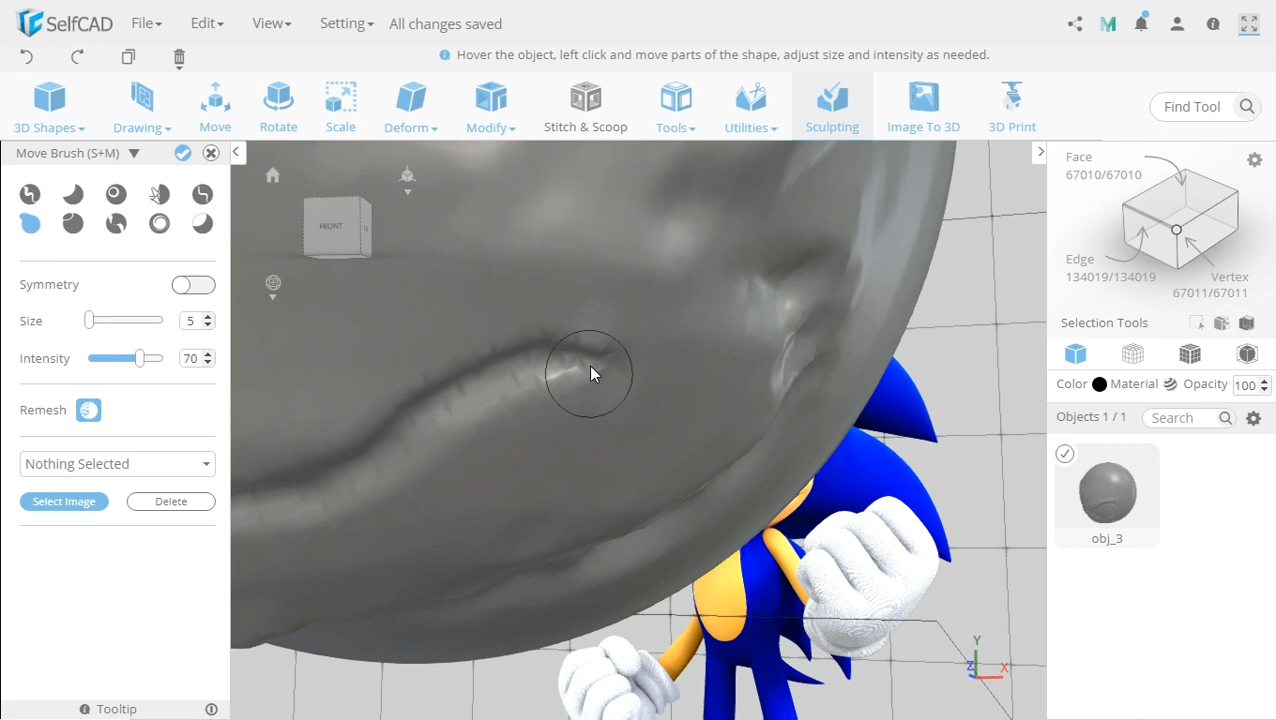 SelfCAD File Edit View Setting All changes saved
Hover the object, left click and move parts of the shape, adjust size and intensity as needed.
3D Shapes Drawing Move Rotate Scale Deform Modify Stitch & Scoop Tools Utilities Sculpting Image To 3D 3D Print Find Tool
Move Brush (S+M)
Symmetry
Size 5
Intensity 70
Remesh
Nothing Selected
Select Image Delete
Tooltip
FRONT
Y
Z X
Face
67010/67010
Edge
134019/134019
Vertex
67011/67011
Selection Tools
Color Material Opacity 100
Objects 1 / 1 Search
obj_3